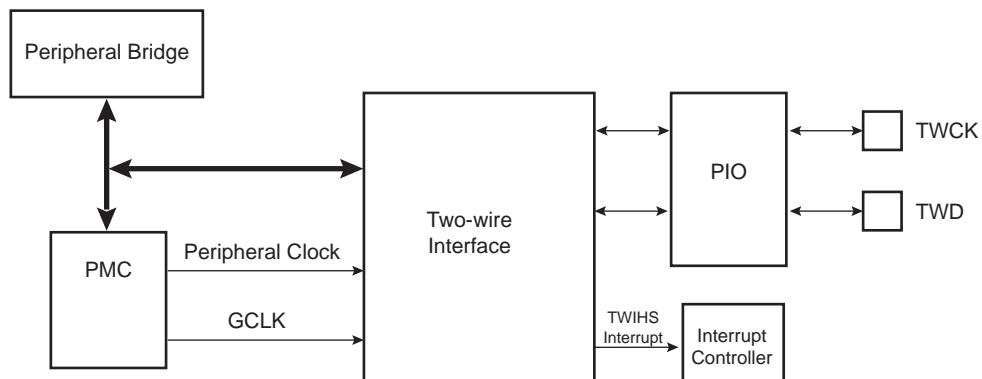 Peripheral Bridge
TWCK
PIO
TWD
Two-wire
Interface
PMC
Peripheral Clock
GCLK
TWIHS
Interrupt
Interrupt
Controller